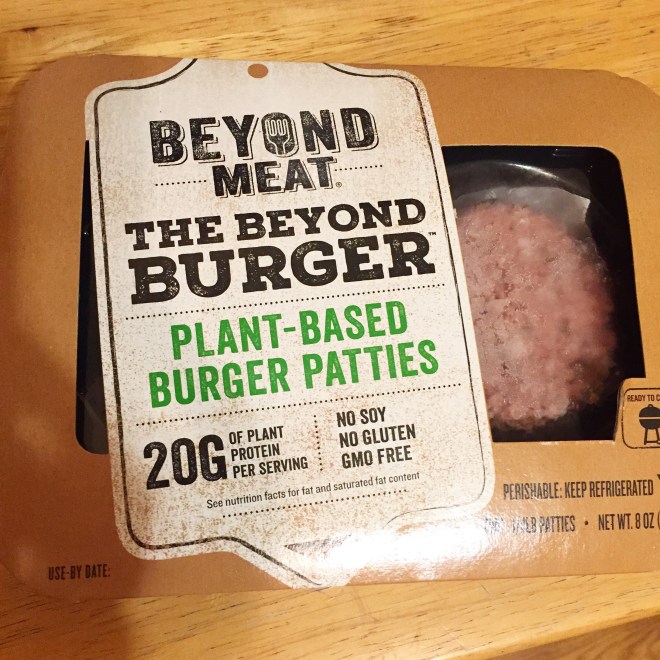 BEYOND
MEAT®
THE BEYOND
BURGER™
PLANT-BASED
BURGER PATTIES
20G OF PLANT
PROTEIN
PER SERVING
NO SOY
NO GLUTEN
GMO FREE
See nutrition facts for fat and saturated fat content
READY TO
PERISHABLE: KEEP REFRIGERATED
PATTIES • NET WT. 8 OZ
USE-BY DATE: